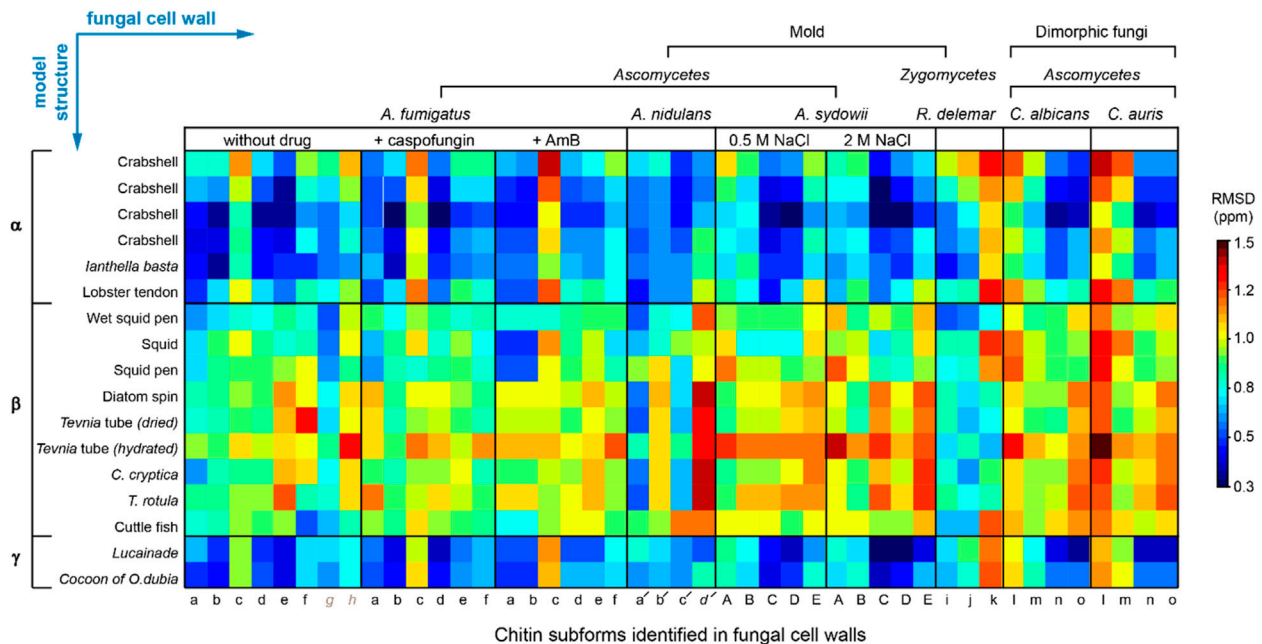 fungal cell wall
model structure
Mold
Dimorphic fungi
Ascomycetes
Zygomycetes
Ascomycetes
A. fumigatus
A. nidulans
A. sydowii
R. delemar
C. albicans
C. auris
without drug
+ caspofungin
+ AmB
0.5 M NaCl
2 M NaCl
α
Crabshell
Crabshell
Crabshell
Crabshell
Ianthella basta
Lobster tendon
β
Wet squid pen
Squid
Squid pen
Diatom spin
Tevnia tube (dried)
Tevnia tube (hydrated)
C. cryptica
T. rotula
Cuttle fish
γ
Lucainade
Cocoon of O.dubia
a b c d e f g h a b c d e f a b c d e f a′ b′ c′ d′ A B C D E A B C D E i j k l m n o l m n o
Chitin subforms identified in fungal cell walls
RMSD
(ppm)
1.5
1.2
1.0
0.8
0.5
0.3